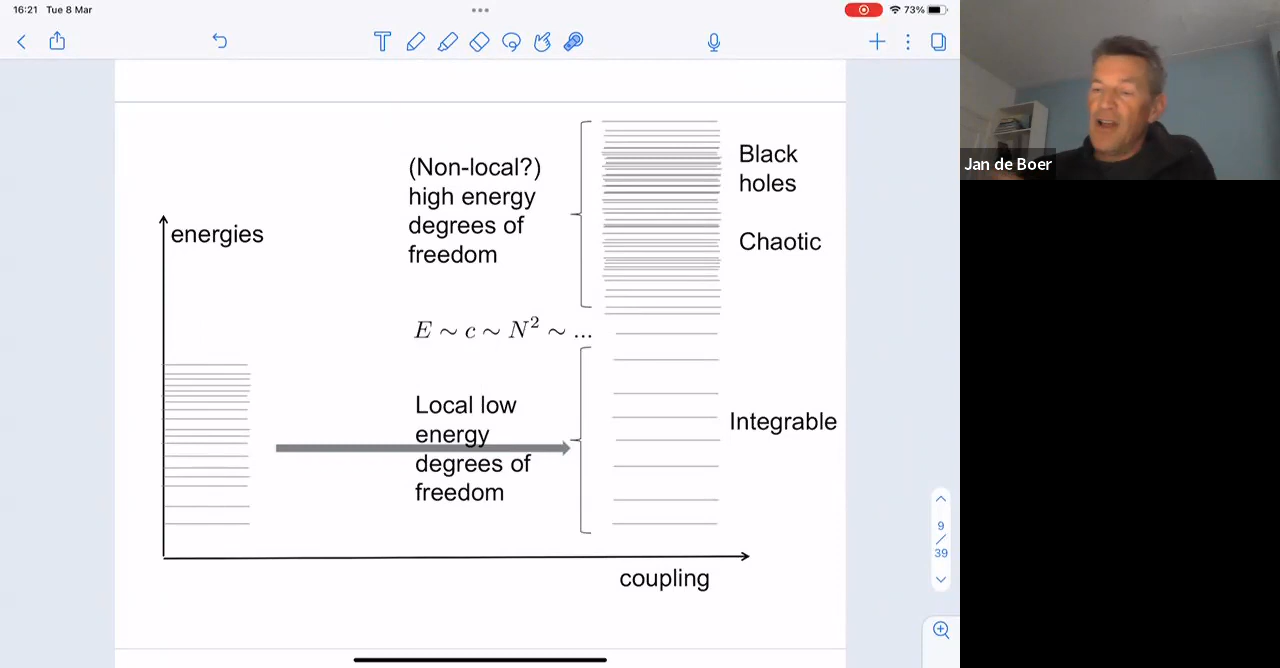 16:21 Tue 8 Mar
73%
(Non-local?)
high energy
degrees of
freedom
Black
holes
energies
Chaotic
E ~ c ~ N² ~ ...
Local low
energy
degrees of
freedom
Integrable
coupling
9
/
39
Jan de Boer